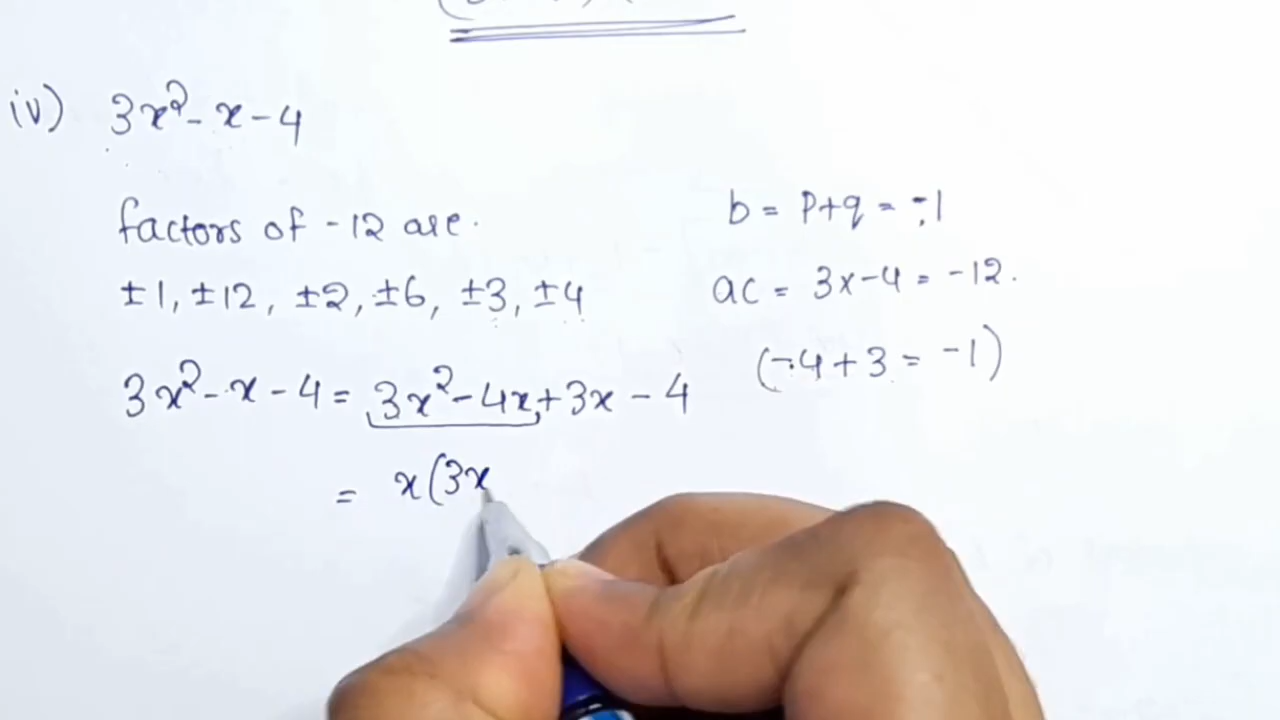 iv) 3x² - x - 4
factors of -12 are.
±1, ±12, ±2, ±6, ±3, ±4
b = p+q = -1
ac = 3x-4 = -12.
(-4+3 = -1)
3x² - x - 4 = 3x² - 4x + 3x - 4
= x(3x